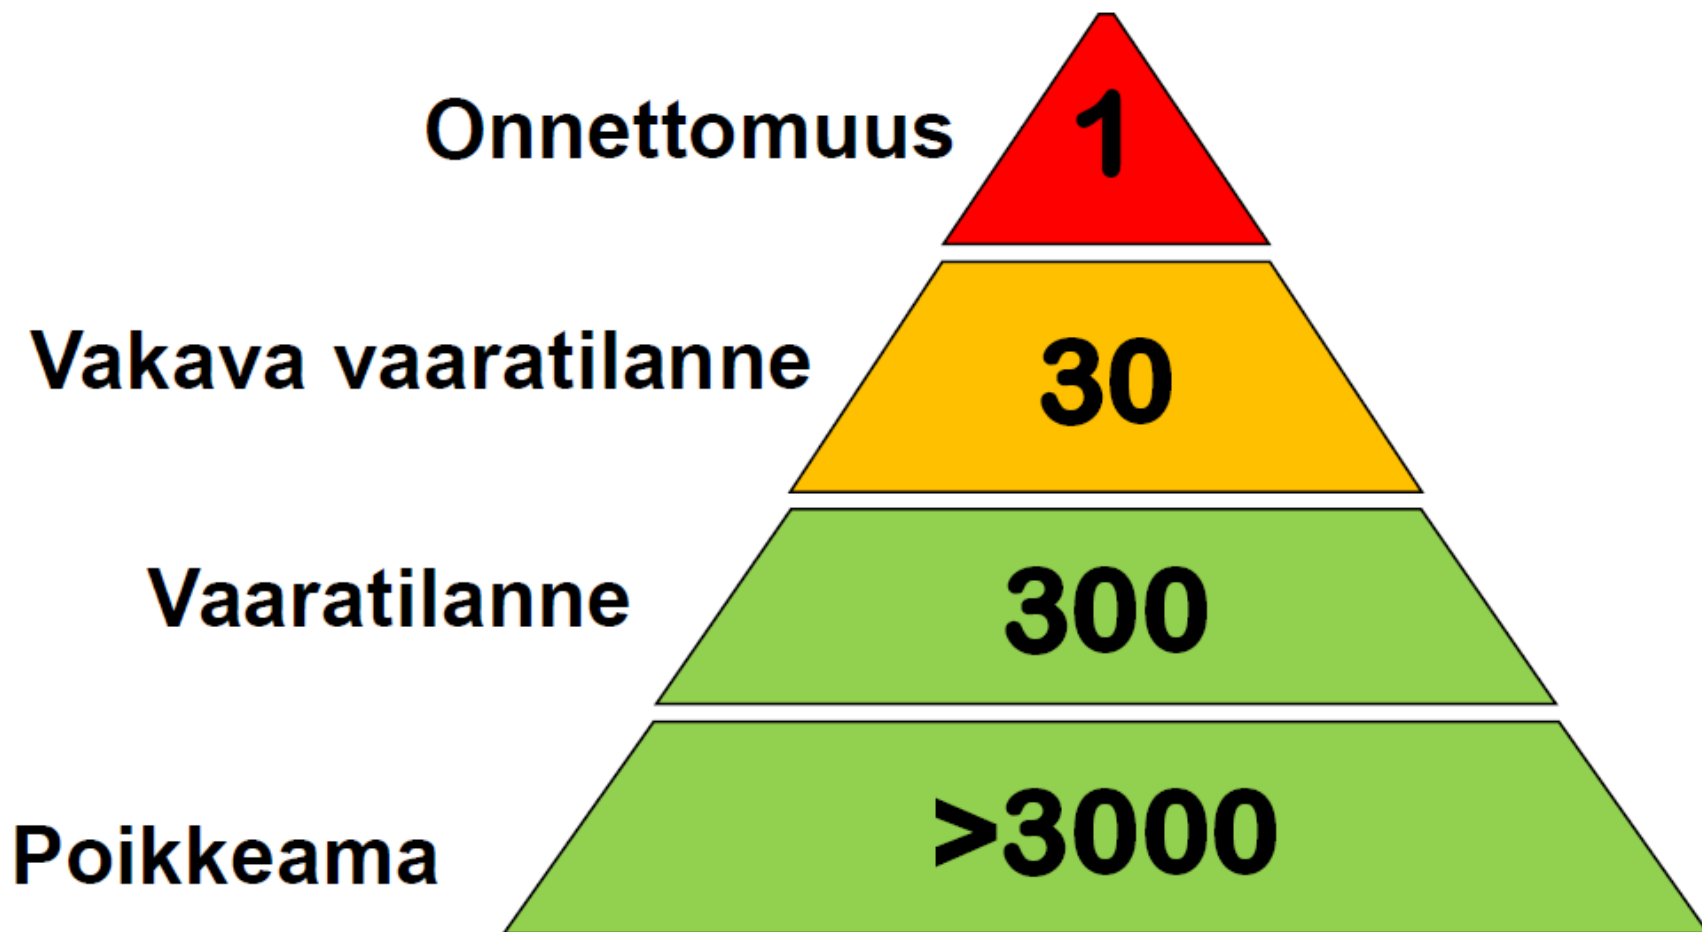 Onnettomuus 1
Vakava vaaratilanne 30
Vaaratilanne 300
Poikkeama >3000